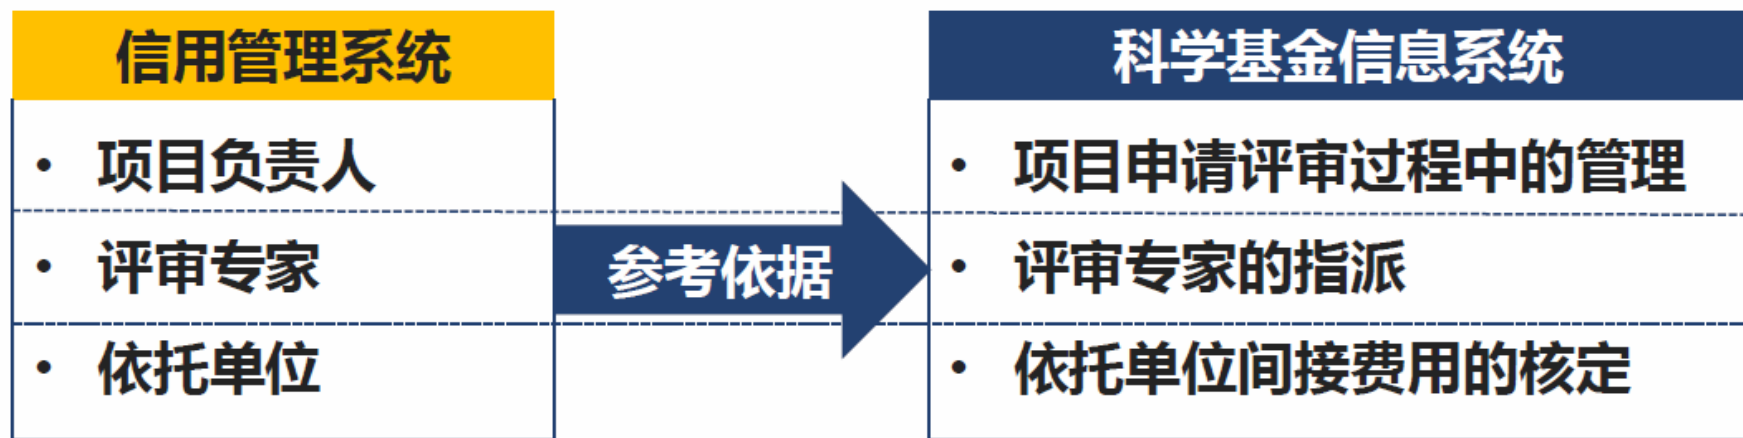 信用管理系统
• 项目负责人
• 评审专家
• 依托单位
参考依据
科学基金信息系统
• 项目申请评审过程中的管理
• 评审专家的指派
• 依托单位间接费用的核定